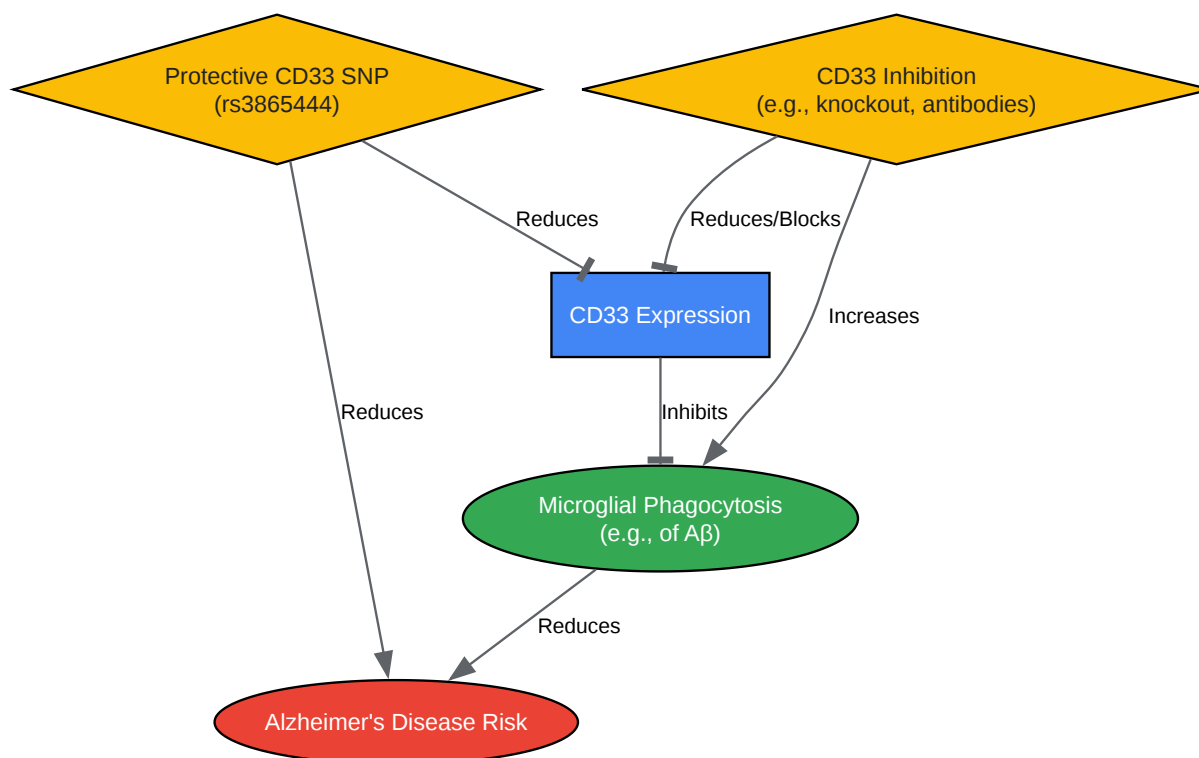 Protective CD33 SNP
(rs3865444)
CD33 Inhibition
(e.g., knockout, antibodies)
Reduces
Reduces/Blocks
CD33 Expression
Increases
Reduces
Inhibits
Microglial Phagocytosis
(e.g., of Aβ)
Reduces
Alzheimer's Disease Risk